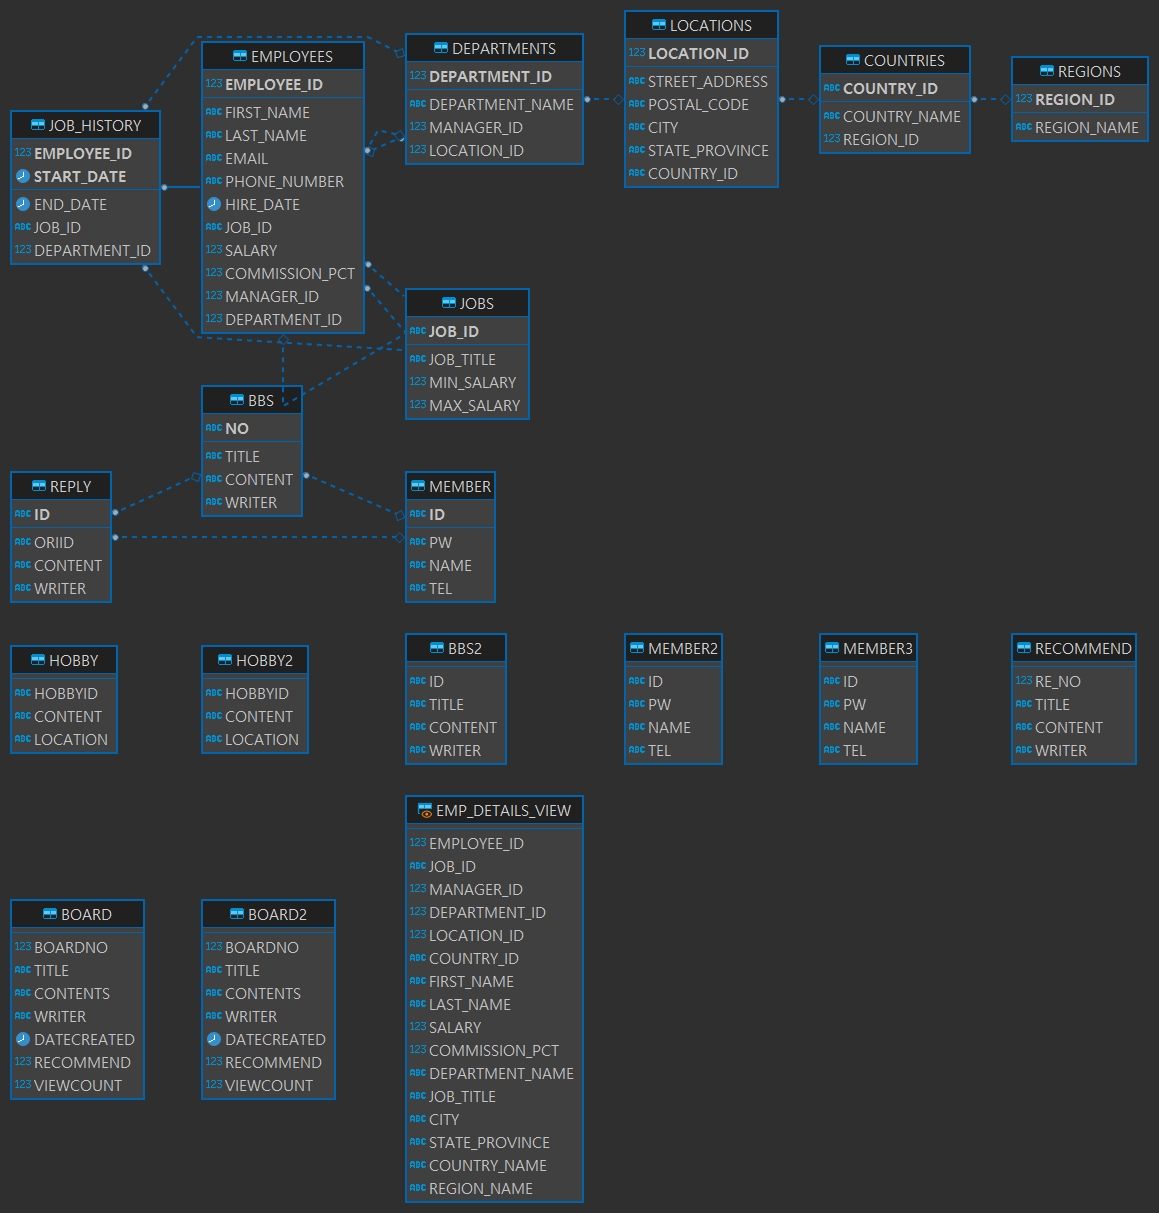 JOB_HISTORY
123 EMPLOYEE_ID
START_DATE
END_DATE
ABC JOB_ID
123 DEPARTMENT_ID
EMPLOYEES
123 EMPLOYEE_ID
ABC FIRST_NAME
ABC LAST_NAME
ABC EMAIL
ABC PHONE_NUMBER
HIRE_DATE
ABC JOB_ID
123 SALARY
123 COMMISSION_PCT
123 MANAGER_ID
123 DEPARTMENT_ID
DEPARTMENTS
123 DEPARTMENT_ID
ABC DEPARTMENT_NAME
123 MANAGER_ID
123 LOCATION_ID
LOCATIONS
123 LOCATION_ID
ABC STREET_ADDRESS
ABC POSTAL_CODE
ABC CITY
ABC STATE_PROVINCE
ABC COUNTRY_ID
COUNTRIES
ABC COUNTRY_ID
ABC COUNTRY_NAME
123 REGION_ID
REGIONS
123 REGION_ID
ABC REGION_NAME
JOBS
ABC JOB_ID
ABC JOB_TITLE
123 MIN_SALARY
123 MAX_SALARY
BBS
ABC NO
ABC TITLE
ABC CONTENT
ABC WRITER
REPLY
ABC ID
ABC ORIID
ABC CONTENT
ABC WRITER
MEMBER
ABC ID
ABC PW
ABC NAME
ABC TEL
HOBBY
ABC HOBBYID
ABC CONTENT
ABC LOCATION
HOBBY2
ABC HOBBYID
ABC CONTENT
ABC LOCATION
BBS2
ABC ID
ABC TITLE
ABC CONTENT
ABC WRITER
MEMBER2
ABC ID
ABC PW
ABC NAME
ABC TEL
MEMBER3
ABC ID
ABC PW
ABC NAME
ABC TEL
RECOMMEND
123 RE_NO
ABC TITLE
ABC CONTENT
ABC WRITER
BOARD
123 BOARDNO
ABC TITLE
ABC CONTENTS
ABC WRITER
DATECREATED
123 RECOMMEND
123 VIEWCOUNT
BOARD2
123 BOARDNO
ABC TITLE
ABC CONTENTS
ABC WRITER
DATECREATED
123 RECOMMEND
123 VIEWCOUNT
EMP_DETAILS_VIEW
123 EMPLOYEE_ID
ABC JOB_ID
123 MANAGER_ID
123 DEPARTMENT_ID
123 LOCATION_ID
ABC COUNTRY_ID
ABC FIRST_NAME
ABC LAST_NAME
123 SALARY
123 COMMISSION_PCT
ABC DEPARTMENT_NAME
ABC JOB_TITLE
ABC CITY
ABC STATE_PROVINCE
ABC COUNTRY_NAME
ABC REGION_NAME